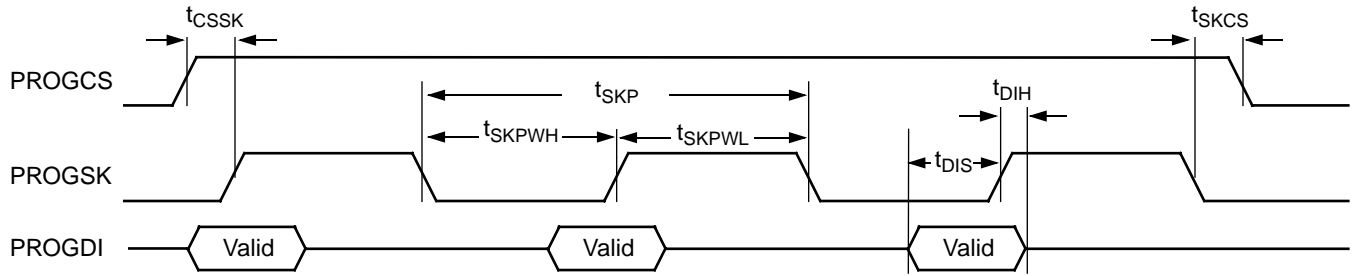 tCSSK
tSKCS
PROGCS
tSKP
tDIH
tSKPWH
tSKPWL
tDIS
PROGSK
PROGDI
Valid
Valid
Valid